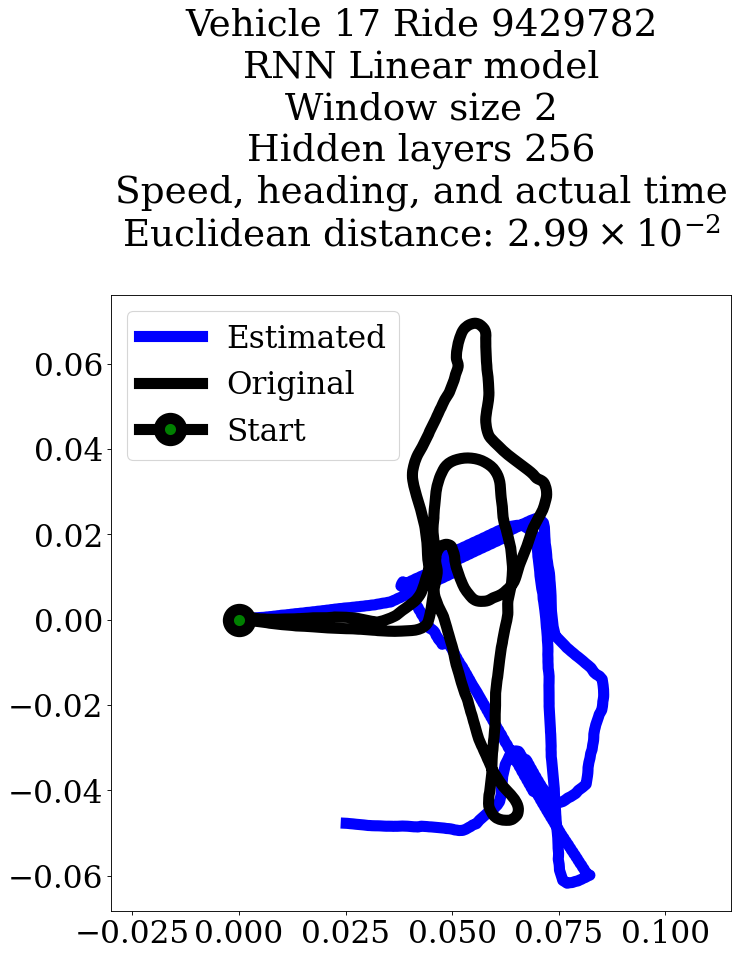 Vehicle 17 Ride 9429782
RNN Linear model
Window size 2
Hidden layers 256
Speed, heading, and actual time
Euclidean distance: 2.99 × 10⁻²
Estimated
Original
Start
0.06
0.04
0.02
0.00
−0.02
−0.04
−0.06
−0.025 0.000 0.025 0.050 0.075 0.100